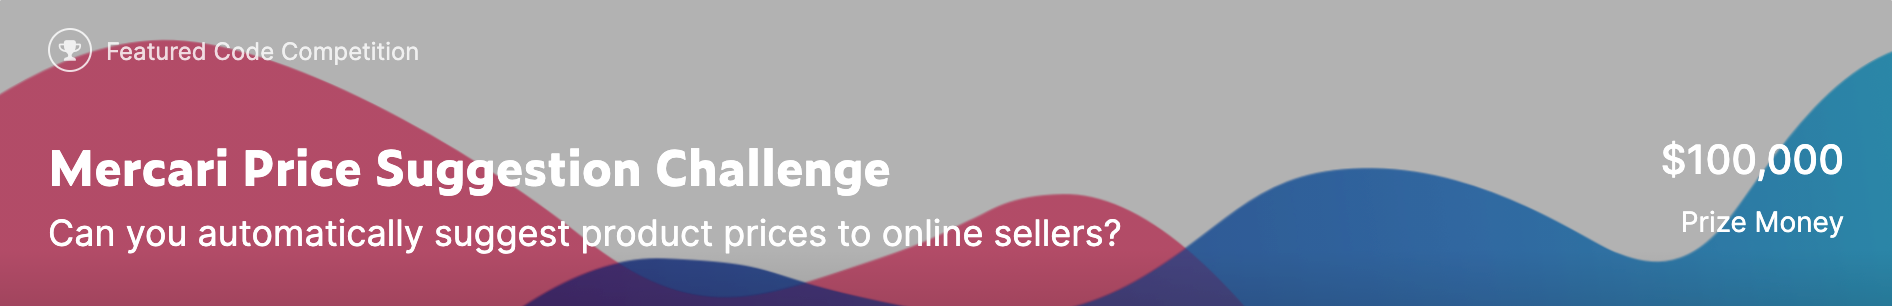 Featured Code Competition
Mercari Price Suggestion Challenge
Can you automatically suggest product prices to online sellers?
$100,000
Prize Money